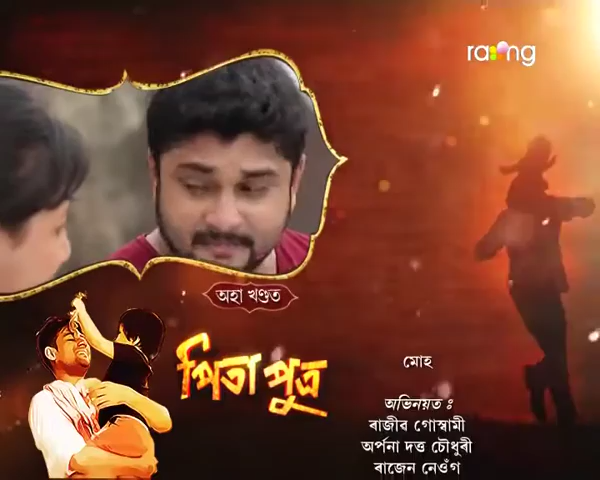 rang
অহা খণ্ডত
পিতা পুত্ৰ
মোহ
অভিনয়ত ঃ
ৰাজীৱ গোস্বামী
অৰ্পনা দত্ত চৌধুৰী
ৰাজেন নেওঁগ